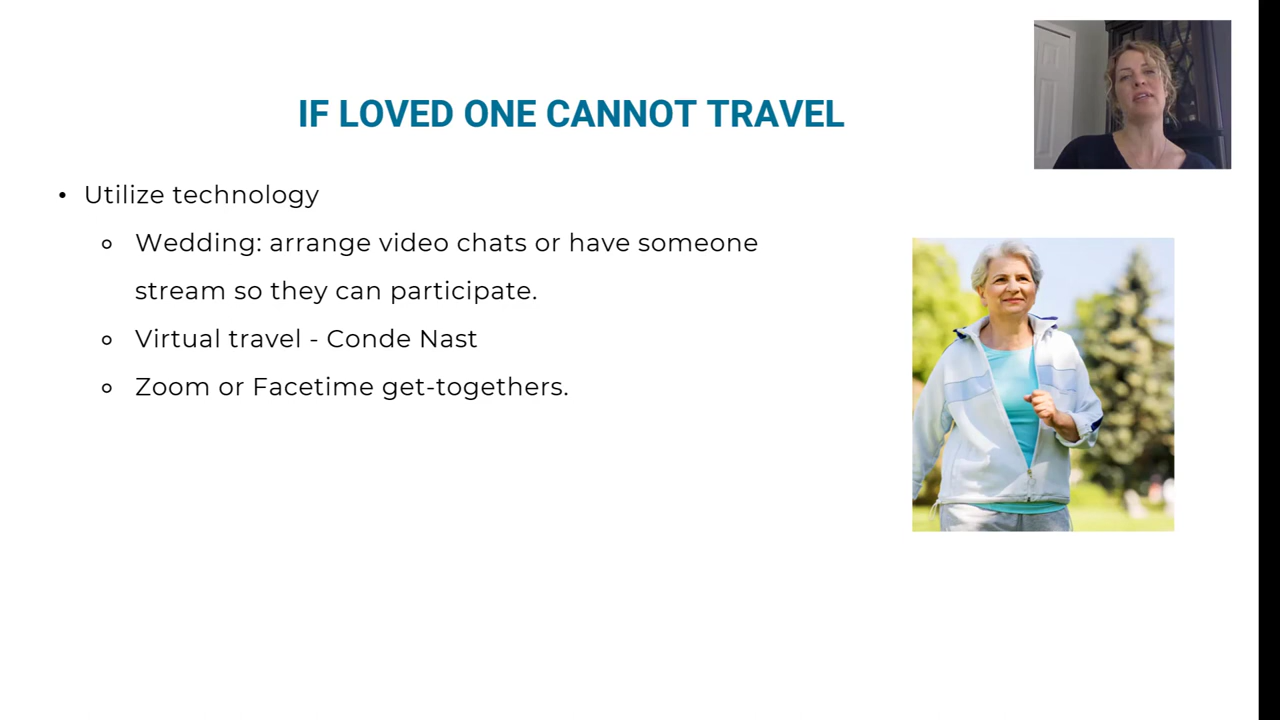 IF LOVED ONE CANNOT TRAVEL
• Utilize technology
◦ Wedding: arrange video chats or have someone
stream so they can participate.
◦ Virtual travel - Conde Nast
◦ Zoom or Facetime get-togethers.